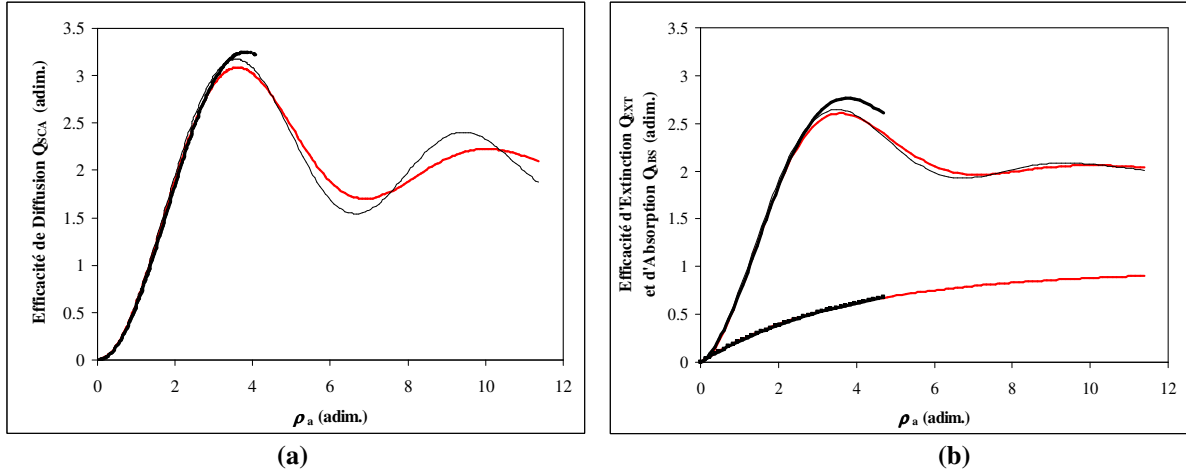 Efficacité de Diffusion QSCA (adim.)
3.5
3
2.5
2
1.5
1
0.5
0
0 2 4 6 8 10 12
ρ a (adim.)
(a)
Efficacité d'Extinction QEXT
et d'Absorption QABS (adim.)
3.5
3
2.5
2
1.5
1
0.5
0
0 2 4 6 8 10 12
ρ a (adim.)
(b)